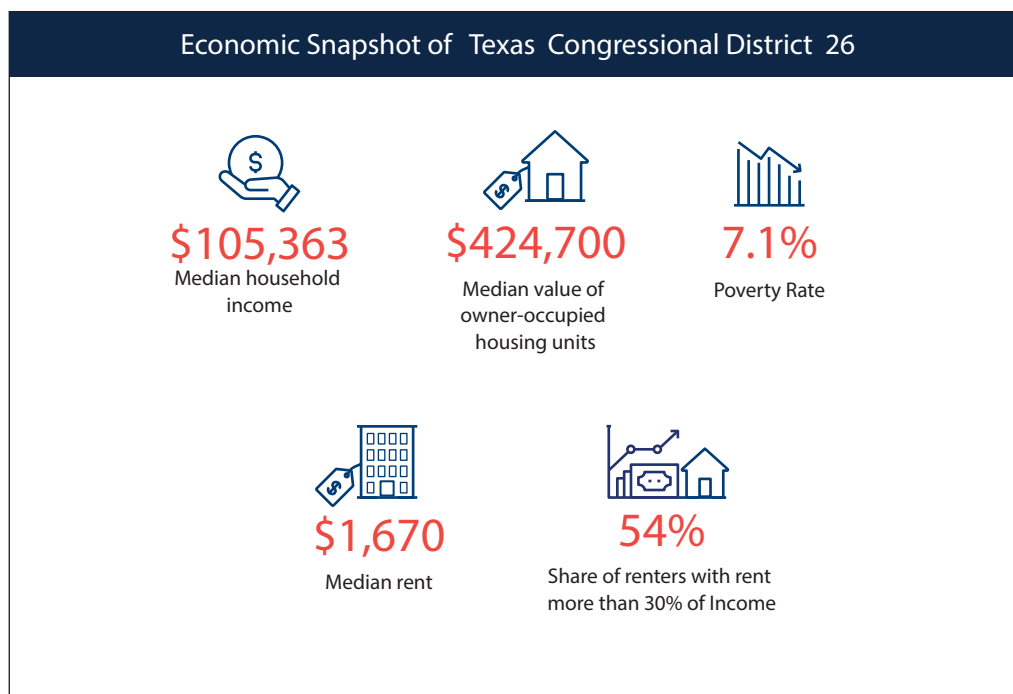 Economic Snapshot of Texas Congressional District 26
$
$
$105,363
Median household
income
$424,700
Median value of
owner-occupied
housing units
7.1%
Poverty Rate
$
$1,670
Median rent
54%
Share of renters with rent
more than 30% of Income